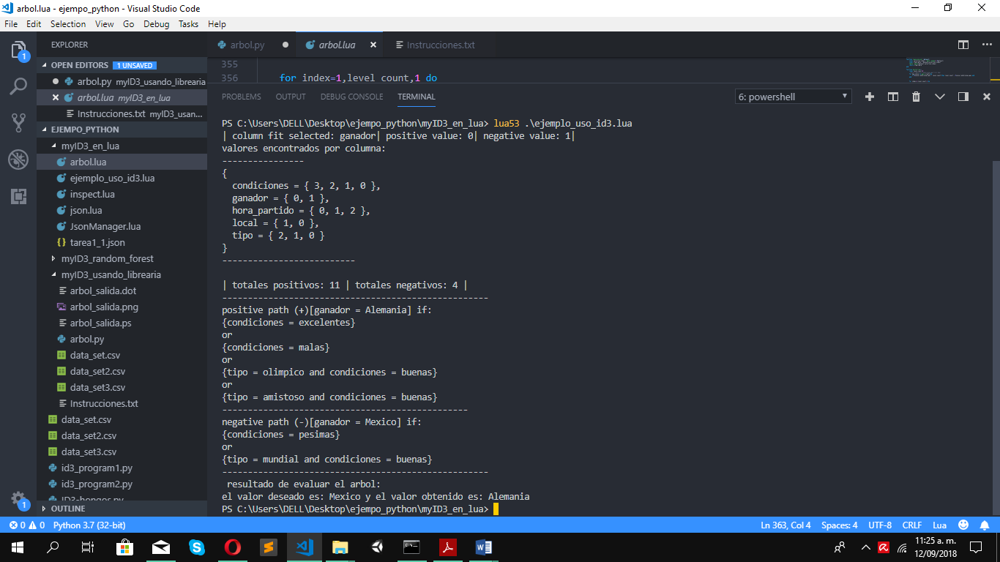 arbol.lua - ejempo_python - Visual Studio Code
File Edit Selection View Go Debug Tasks Help
EXPLORER
OPEN EDITORS 1 UNSAVED
arbol.py myID3_usando_librearia
arbol.lua myID3_en_lua
Instrucciones.txt myID3_usan...
EJEMPO_PYTHON
myID3_en_lua
arbol.lua
ejemplo_uso_id3.lua
inspect.lua
json.lua
JsonManager.lua
tarea1_1.json
myID3_random_forest
myID3_usando_librearia
arbol_salida.dot
arbol_salida.png
arbol_salida.ps
arbol.py
data_set.csv
data_set2.csv
data_set3.csv
Instrucciones.txt
data_set.csv
data_set2.csv
data_set3.csv
id3_program1.py
id3_program2.py
ID3-hongos.py
OUTLINE
1
1
arbol.py arbol.lua Instrucciones.txt
355
356 for index=1,level_count,1 do
PROBLEMS OUTPUT DEBUG CONSOLE TERMINAL 6: powershell
PS C:\Users\DELL\Desktop\ejempo_python\myID3_en_lua> lua53 .\ejemplo_uso_id3.lua
| column fit selected: ganador| positive value: 0| negative value: 1|
valores encontrados por columna:
----------------
{
condiciones = { 3, 2, 1, 0 },
ganador = { 0, 1 },
hora_partido = { 0, 1, 2 },
local = { 1, 0 },
tipo = { 2, 1, 0 }
}
--------------------------
| totales positivos: 11 | totales negativos: 4 |
----------------------------------------------------
positive path (+)[ganador = Alemania] if:
{condiciones = excelentes}
or
{condiciones = malas}
or
{tipo = olimpico and condiciones = buenas}
or
{tipo = amistoso and condiciones = buenas}
------------------------------------------------
negative path (-)[ganador = Mexico] if:
{condiciones = pesimas}
or
{tipo = mundial and condiciones = buenas}
----------------------------------------------------
resultado de evaluar el arbol:
el valor deseado es: Mexico y el valor obtenido es: Alemania
PS C:\Users\DELL\Desktop\ejempo_python\myID3_en_lua>
0 0 Python 3.7 (32-bit) Ln 363, Col 4 Spaces: 4 UTF-8 CRLF Lua
11:25 a. m.
12/09/2018